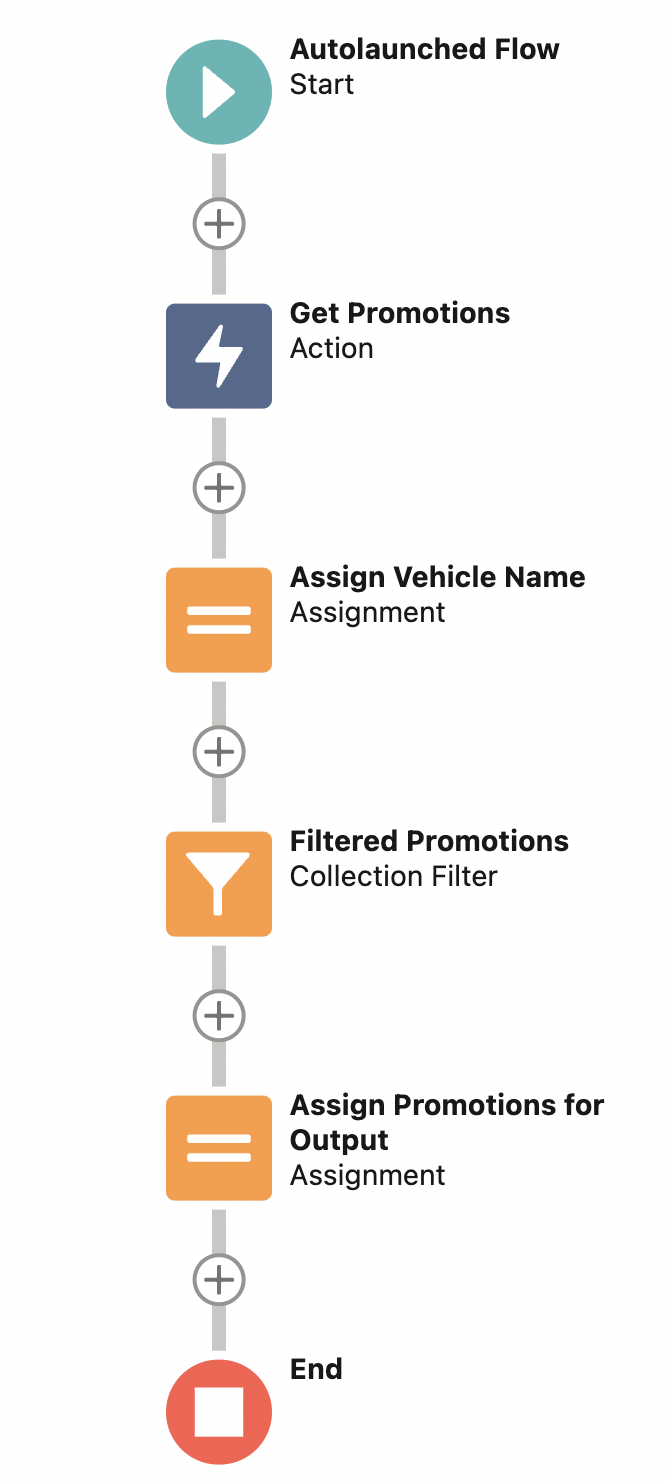 Autolaunched Flow
Start
Get Promotions
Action
Assign Vehicle Name
Assignment
Filtered Promotions
Collection Filter
Assign Promotions for
Output
Assignment
End